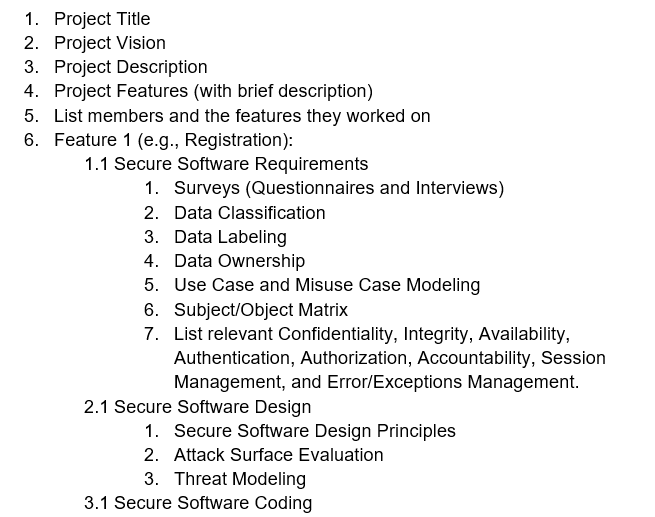 1. Project Title
2. Project Vision
3. Project Description
4. Project Features (with brief description)
5. List members and the features they worked on
6. Feature 1 (e.g., Registration):
1.1 Secure Software Requirements
1. Surveys (Questionnaires and Interviews)
2. Data Classification
3. Data Labeling
4. Data Ownership
5. Use Case and Misuse Case Modeling
6. Subject/Object Matrix
7. List relevant Confidentiality, Integrity, Availability,
Authentication, Authorization, Accountability, Session
Management, and Error/Exceptions Management.
2.1 Secure Software Design
1. Secure Software Design Principles
2. Attack Surface Evaluation
3. Threat Modeling
3.1 Secure Software Coding